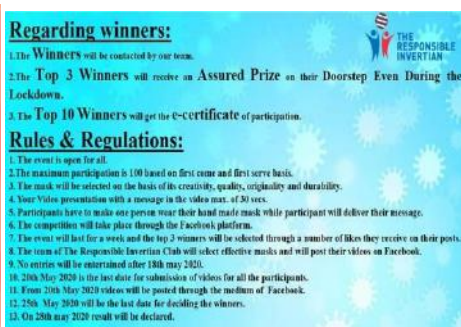 Regarding winners:
THE
RESPONSIBLE
INVERTIAN
1.The Winners will be contacted by our team.
2.The Top 3 Winners will receive an Assured Prize on their Doorstep Even During the
Lockdown.
3. The Top 10 Winners will get the e-certificate of participation.
Rules & Regulations:
1. The event is open for all.
2.The maximum participation is 100 based on first come and first serve basis.
3. The mask will be selected on the basis of its creativity, quality, originality and durability.
4. Your Video presentation with a message in the video max. of 30 secs.
5. Participants have to make one person wear their hand made mask while participant will deliver their message.
6. The competition will take place through the Facebook platform.
7. The event will last for a week and the top 3 winners will be selected through a number of likes they receive on their posts.
8. The team of The Responsible Invertian Club will select effective masks and will post their videos on Facebook.
9. No entries will be entertained after 18th may 2020.
10. 20th May 2020 is the last date for submission of videos for all the participants.
11. From 20th May 2020 videos will be posted through the medium of Facebook.
12. 25th May 2020 will be the last date for deciding the winners.
13. On 28th may 2020 result will be declared.